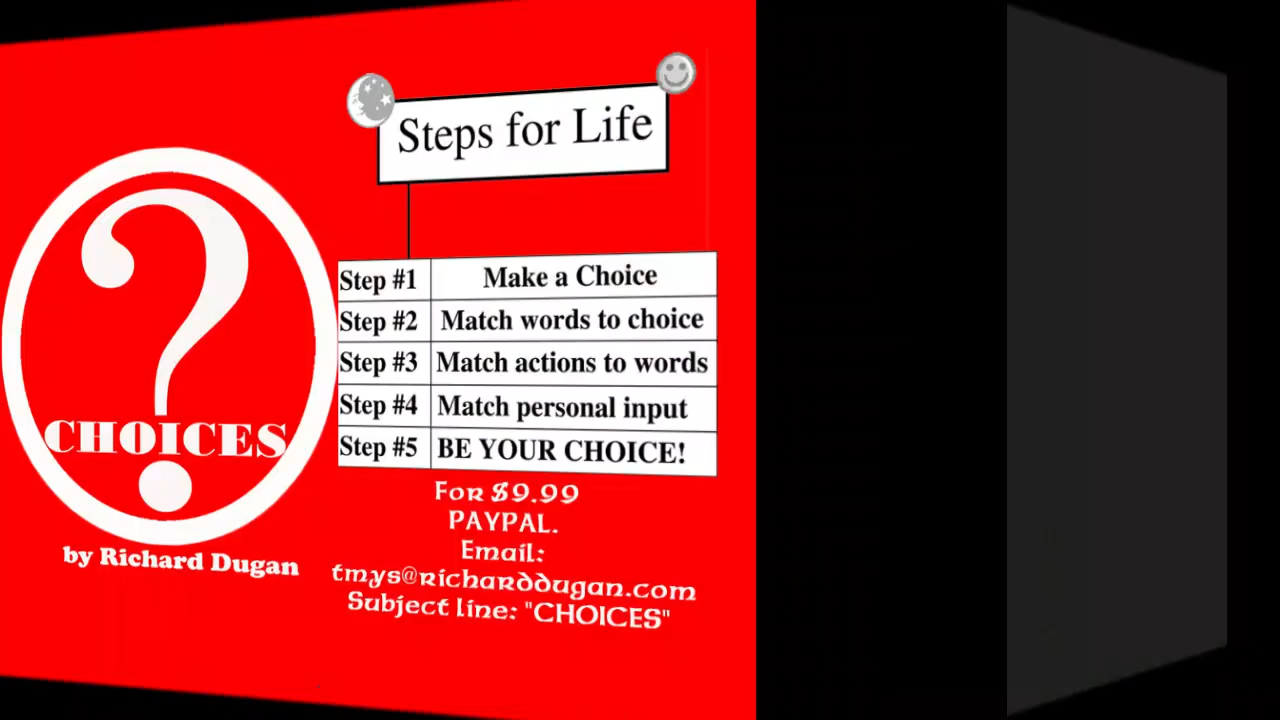 ?
CHOICES
by Richard Dugan
Steps for Life
Step #1 Make a Choice
Step #2 Match words to choice
Step #3 Match actions to words
Step #4 Match personal input
Step #5 BE YOUR CHOICE!
For $9.99
PAYPAL.
Email:
tmys@richarddugan.com
Subject line: "CHOICES"